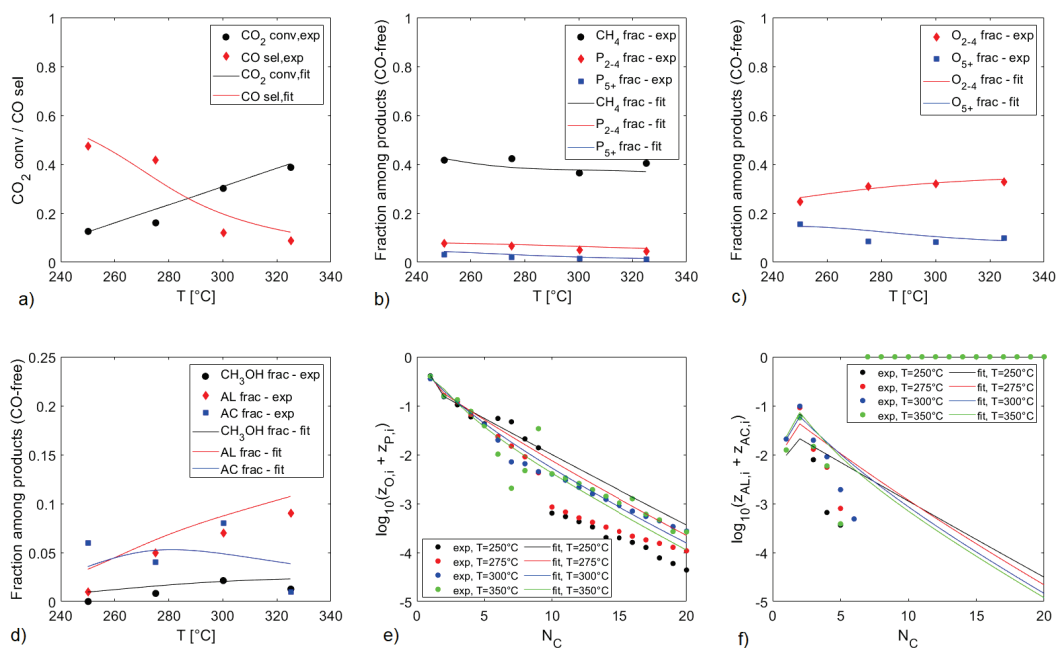 1
0.8
0.6
0.4
0.2
0
240 260 280 300 320 340
T [°C]
CO2 conv / CO sel
CO2 conv,exp
CO sel,exp
CO2 conv,fit
CO sel,fit
a)
1
0.8
0.6
0.4
0.2
0
240 260 280 300 320 340
T [°C]
Fraction among products (CO-free)
CH4 frac - exp
P2-4 frac - exp
P5+ frac - exp
CH4 frac - fit
P2-4 frac - fit
P5+ frac - fit
b)
1
0.8
0.6
0.4
0.2
0
240 260 280 300 320 340
T [°C]
Fraction among products (CO-free)
O2-4 frac - exp
O5+ frac - exp
O2-4 frac - fit
O5+ frac - fit
c)
0.25
0.2
0.15
0.1
0.05
0
240 260 280 300 320 340
T [°C]
Fraction among products (CO-free)
CH3OH frac - exp
AL frac - exp
AC frac - exp
CH3OH frac - fit
AL frac - fit
AC frac - fit
d)
0
-1
-2
-3
-4
-5
0 5 10 15 20
NC
log10(zO,i + zP,i)
exp, T=250°C fit, T=250°C
exp, T=275°C fit, T=275°C
exp, T=300°C fit, T=300°C
exp, T=350°C fit, T=350°C
e)
0
-1
-2
-3
-4
-5
0 5 10 15 20
NC
log10(zAL,i + zAC,i)
exp, T=250°C fit, T=250°C
exp, T=275°C fit, T=275°C
exp, T=300°C fit, T=300°C
exp, T=350°C fit, T=350°C
f)